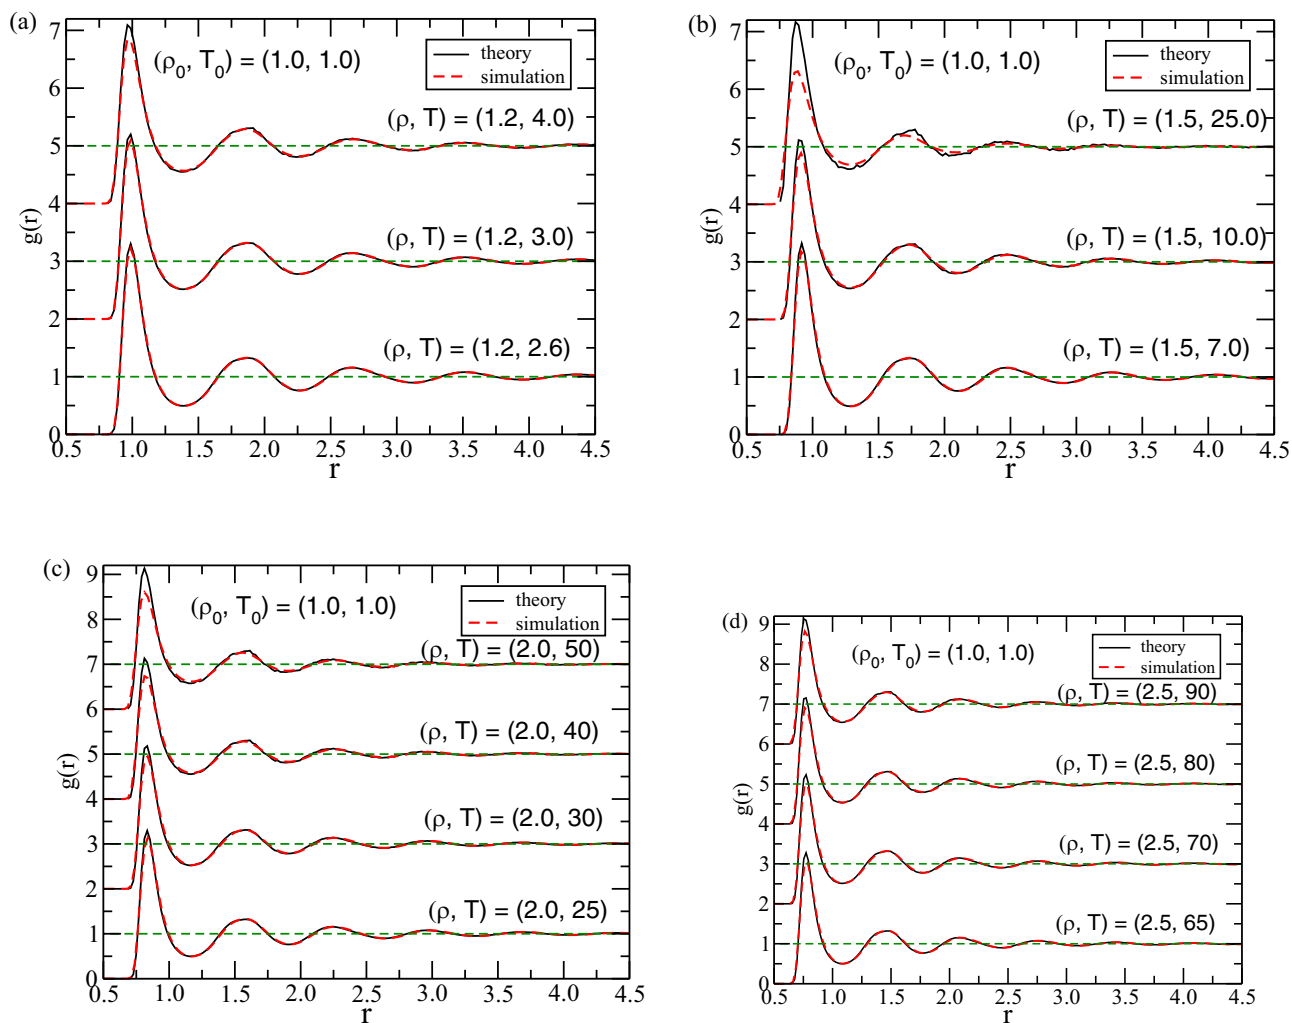 (a)
7
6
5
4
3
2
1
0
g(r)
(ρ0, T0) = (1.0, 1.0)
theory
simulation
(ρ, T) = (1.2, 4.0)
(ρ, T) = (1.2, 3.0)
(ρ, T) = (1.2, 2.6)
0.5 1.0 1.5 2.0 2.5 3.0 3.5 4.0 4.5
r
(b)
7
6
5
4
3
2
1
0
g(r)
(ρ0, T0) = (1.0, 1.0)
theory
simulation
(ρ, T) = (1.5, 25.0)
(ρ, T) = (1.5, 10.0)
(ρ, T) = (1.5, 7.0)
0.5 1.0 1.5 2.0 2.5 3.0 3.5 4.0 4.5
r
(c)
9
8
7
6
5
4
3
2
1
0
g(r)
(ρ0, T0) = (1.0, 1.0)
theory
simulation
(ρ, T) = (2.0, 50)
(ρ, T) = (2.0, 40)
(ρ, T) = (2.0, 30)
(ρ, T) = (2.0, 25)
0.5 1.0 1.5 2.0 2.5 3.0 3.5 4.0 4.5
r
(d)
9
8
7
6
5
4
3
2
1
0
g(r)
(ρ0, T0) = (1.0, 1.0)
theory
simulation
(ρ, T) = (2.5, 90)
(ρ, T) = (2.5, 80)
(ρ, T) = (2.5, 70)
(ρ, T) = (2.5, 65)
0.5 1.0 1.5 2.0 2.5 3.0 3.5 4.0 4.5
r